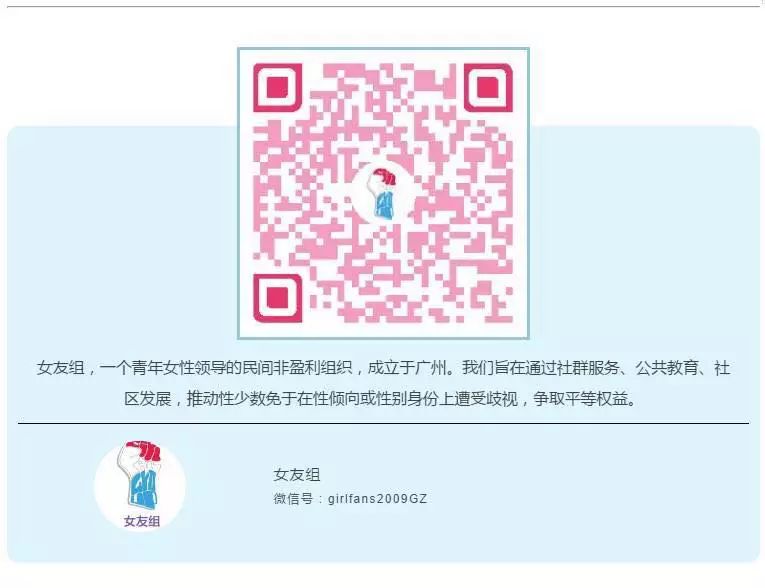 女友组，一个青年女性领导的民间非盈利组织，成立于广州。我们旨在通过社群服务、公共教育、社
区发展，推动性少数免于在性倾向或性别身份上遭受歧视，争取平等权益。
女友组
微信号：girlfans2009GZ
女友组